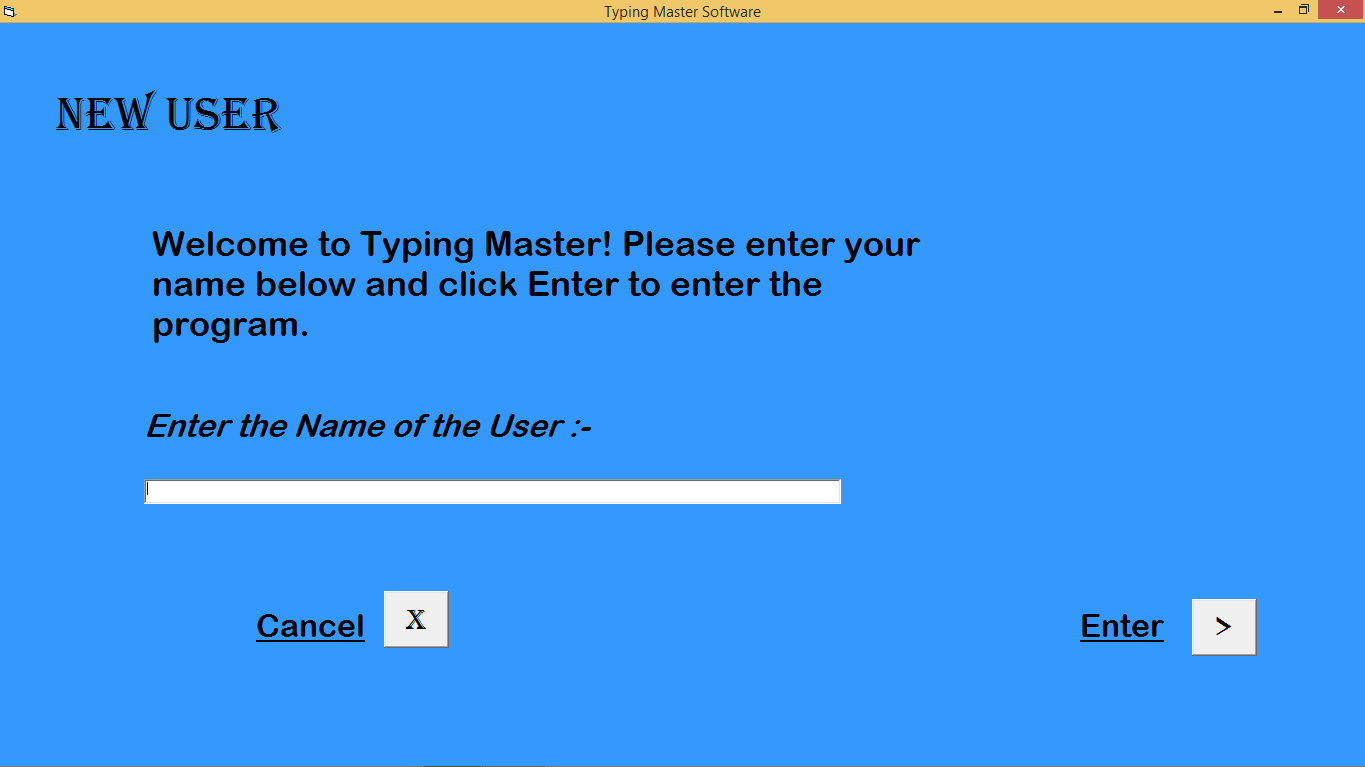 Typing Master Software
NEW USER
Welcome to Typing Master! Please enter your
name below and click Enter to enter the
program.
Enter the Name of the User :-
Cancel X
Enter >